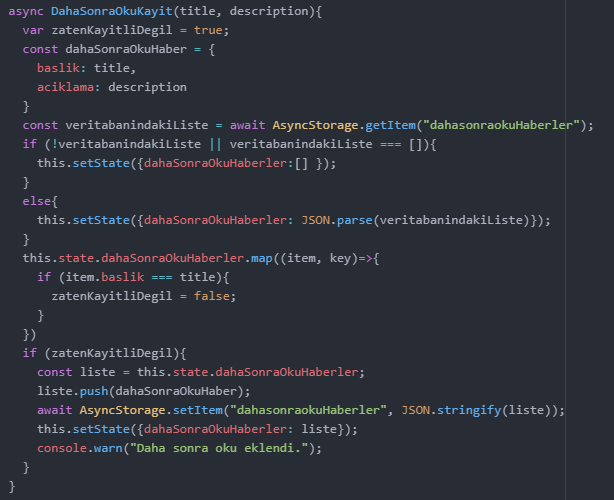 async DahaSonraOkuKayit(title, description){
  var zatenKayitliDegil = true;
  const dahaSonraOkuHaber = {
    baslik: title,
    aciklama: description
  }
  const veritabanindakiListe = await AsyncStorage.getItem("dahasonraokuHaberler");
  if (!veritabanindakiListe || veritabanindakiListe === []){
    this.setState({dahaSonraOkuHaberler:[] });
  }
  else{
    this.setState({dahaSonraOkuHaberler: JSON.parse(veritabanindakiListe)});
  }
  this.state.dahaSonraOkuHaberler.map((item, key)=>{
    if (item.baslik === title){
      zatenKayitliDegil = false;
    }
  })
  if (zatenKayitliDegil){
    const liste = this.state.dahaSonraOkuHaberler;
    liste.push(dahaSonraOkuHaber);
    await AsyncStorage.setItem("dahasonraokuHaberler", JSON.stringify(liste));
    this.setState({dahaSonraOkuHaberler: liste});
    console.warn("Daha sonra oku eklendi.");
  }
}